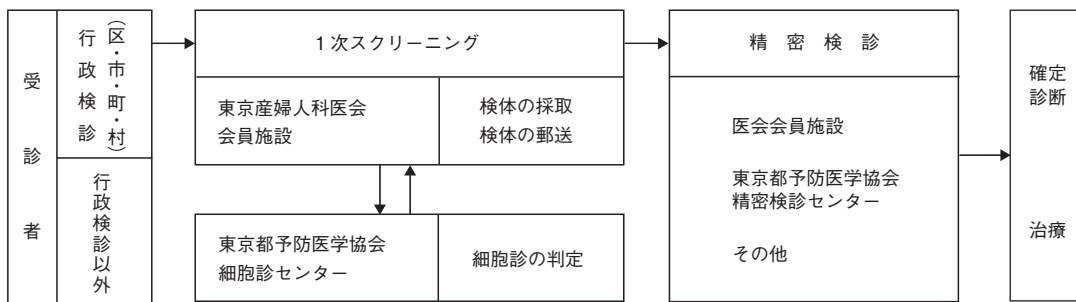 受診者
行政検診(区・市・町・村)
行政検診以外
1次スクリーニング
東京産婦人科医会
会員施設
検体の採取
検体の郵送
東京都予防医学協会
細胞診センター
細胞診の判定
精密検診
医会会員施設
東京都予防医学協会
精密検診センター
その他
確定
診断
治療